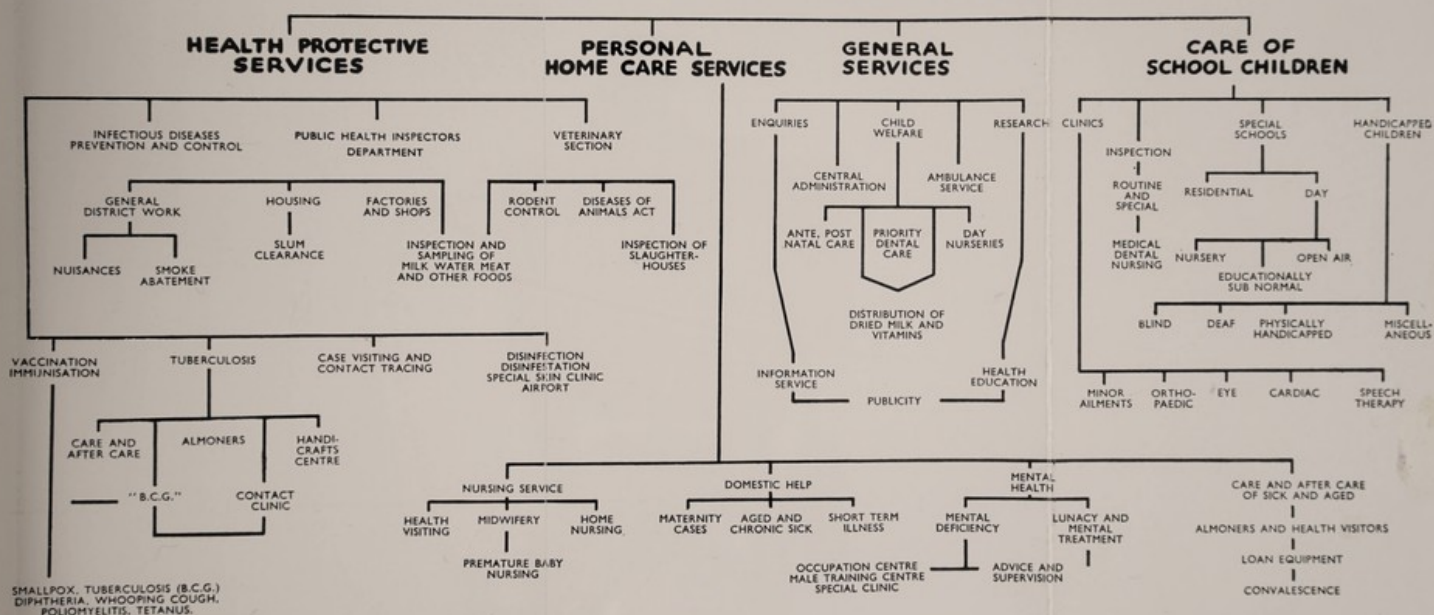 HEALTH PROTECTIVE
SERVICES
PERSONAL
HOME CARE SERVICES
GENERAL
SERVICES
CARE OF
SCHOOL CHILDREN
INFECTIOUS DISEASES
PREVENTION AND CONTROL
PUBLIC HEALTH INSPECTORS
DEPARTMENT
VETERINARY
SECTION
GENERAL
DISTRICT WORK
HOUSING
FACTORIES
AND SHOPS
RODENT
CONTROL
DISEASES OF
ANIMALS ACT
NUISANCES
SMOKE
ABATEMENT
SLUM
CLEARANCE
INSPECTION AND
SAMPLING OF
MILK WATER MEAT
AND OTHER FOODS
INSPECTION OF
SLAUGHTER-
HOUSES
VACCINATION
IMMUNISATION
TUBERCULOSIS
CASE VISITING AND
CONTACT TRACING
DISINFECTION
DISINFESTATION
SPECIAL SKIN CLINIC
AIRPORT
CARE AND
AFTER CARE
ALMONERS
HANDI-
CRAFTS
CENTRE
"B.C.G."
CONTACT
CLINIC
SMALLPOX, TUBERCULOSIS (B.C.G.)
DIPHTHERIA, WHOOPING COUGH,
POLIOMYELITIS, TETANUS.
ENQUIRIES
CHILD
WELFARE
RESEARCH
CENTRAL
ADMINISTRATION
AMBULANCE
SERVICE
ANTE, POST
NATAL CARE
PRIORITY
DENTAL
CARE
DAY
NURSERIES
DISTRIBUTION OF
DRIED MILK AND
VITAMINS
INFORMATION
SERVICE
HEALTH
EDUCATION
PUBLICITY
CLINICS
SPECIAL
SCHOOLS
HANDICAPPED
CHILDREN
INSPECTION
ROUTINE
AND
SPECIAL
MEDICAL
DENTAL
NURSING
RESIDENTIAL
DAY
NURSERY
OPEN AIR
EDUCATIONALLY
SUB NORMAL
BLIND
DEAF
PHYSICALLY
HANDICAPPED
MISCELL-
ANEOUS
MINOR
AILMENTS
ORTHO-
PAEDIC
EYE
CARDIAC
SPEECH
THERAPY
NURSING SERVICE
DOMESTIC HELP
MENTAL
HEALTH
CARE AND AFTER CARE
OF SICK AND AGED
HEALTH
VISITING
MIDWIFERY
HOME
NURSING
PREMATURE BABY
NURSING
MATERNITY
CASES
AGED AND
CHRONIC SICK
SHORT TERM
ILLNESS
MENTAL
DEFICIENCY
LUNACY AND
MENTAL
TREATMENT
OCCUPATION CENTRE
MALE TRAINING CENTRE
SPECIAL CLINIC
ADVICE AND
SUPERVISION
ALMONERS AND HEALTH VISITORS
LOAN EQUIPMENT
CONVALESCENCE